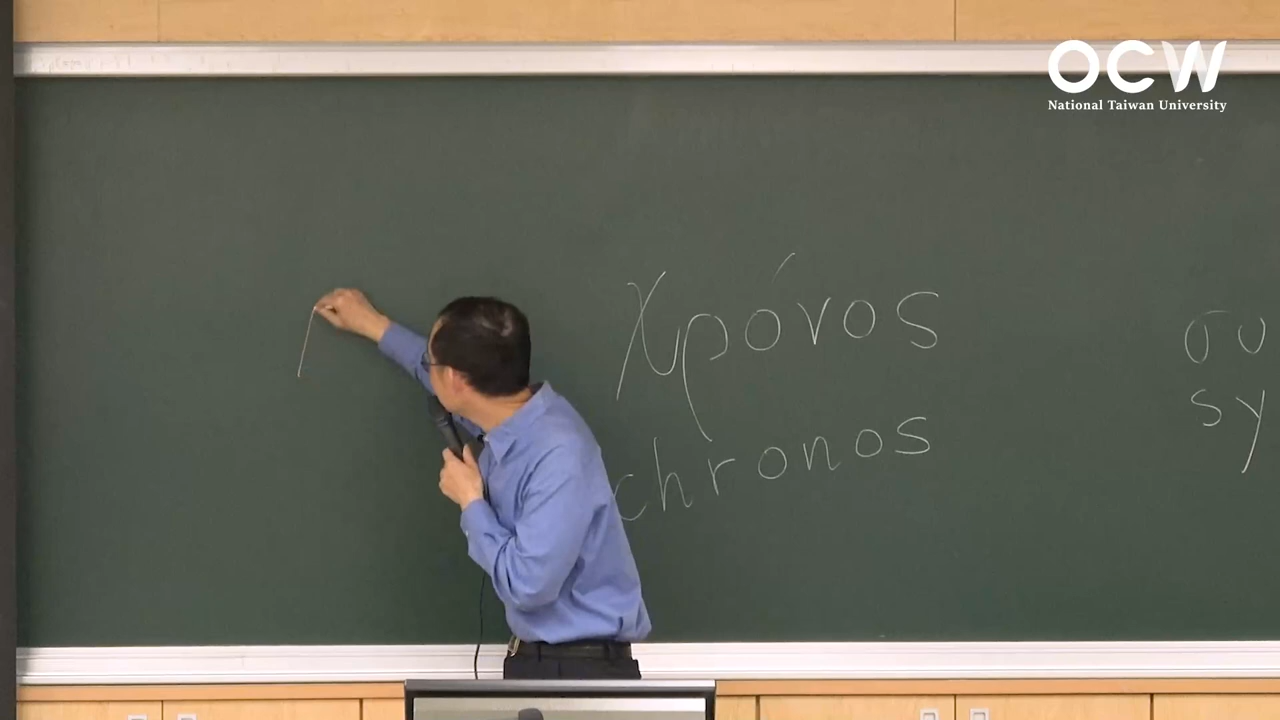 OCW
National Taiwan University
χρόνος
chronos
συ
sy